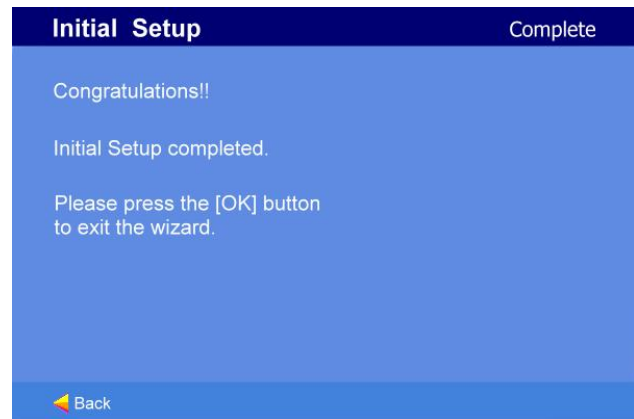 Initial Setup
Complete
Congratulations!!
Initial Setup completed.
Please press the [OK] button
to exit the wizard.
Back